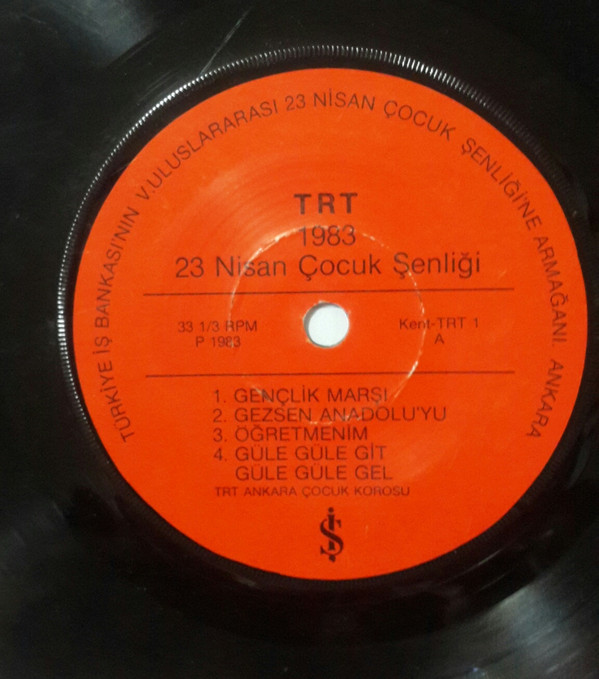 TÜRKİYE İŞ BANKASI'NIN V.ULUSLARARASI 23 NİSAN ÇOCUK ŞENLİĞİ'NE ARMAĞANI. ANKARA
TRT
1983
23 Nisan Çocuk Şenliği
33 1/3 RPM Kent-TRT 1
P 1983 A
1. GENÇLİK MARŞI
2. GEZSEN ANADOLU'YU
3. ÖĞRETMENİM
4. GÜLE GÜLE GİT
GÜLE GÜLE GEL
TRT ANKARA ÇOCUK KOROSU
İŞ